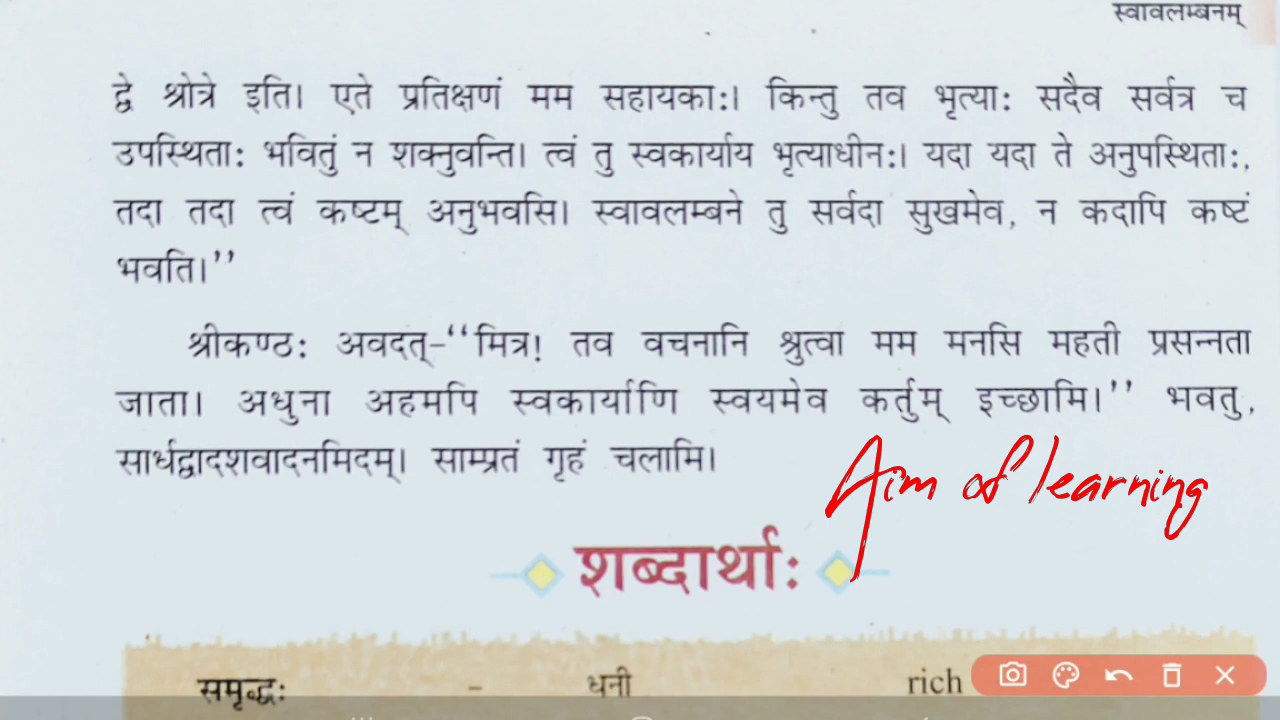 स्वावलम्बनम्
द्वे श्रोत्रे इति। एते प्रतिक्षणं मम सहायकाः। किन्तु तव भृत्याः सदैव सर्वत्र च
उपस्थिताः भवितुं न शक्नुवन्ति। त्वं तु स्वकार्याय भृत्याधीनः। यदा यदा ते अनुपस्थिताः,
तदा तदा त्वं कष्टम् अनुभवसि। स्वावलम्बने तु सर्वदा सुखमेव, न कदापि कष्टं
भवति।’’
श्रीकण्ठः अवदत्-‘‘मित्र! तव वचनानि श्रुत्वा मम मनसि महती प्रसन्नता
जाता। अधुना अहमपि स्वकार्याणि स्वयमेव कर्तुम् इच्छामि।’’ भवतु,
सार्धद्वादशवादनमिदम्। साम्प्रतं गृहं चलामि।
Aim of learning
शब्दार्थाः
समृद्धः - धनी rich